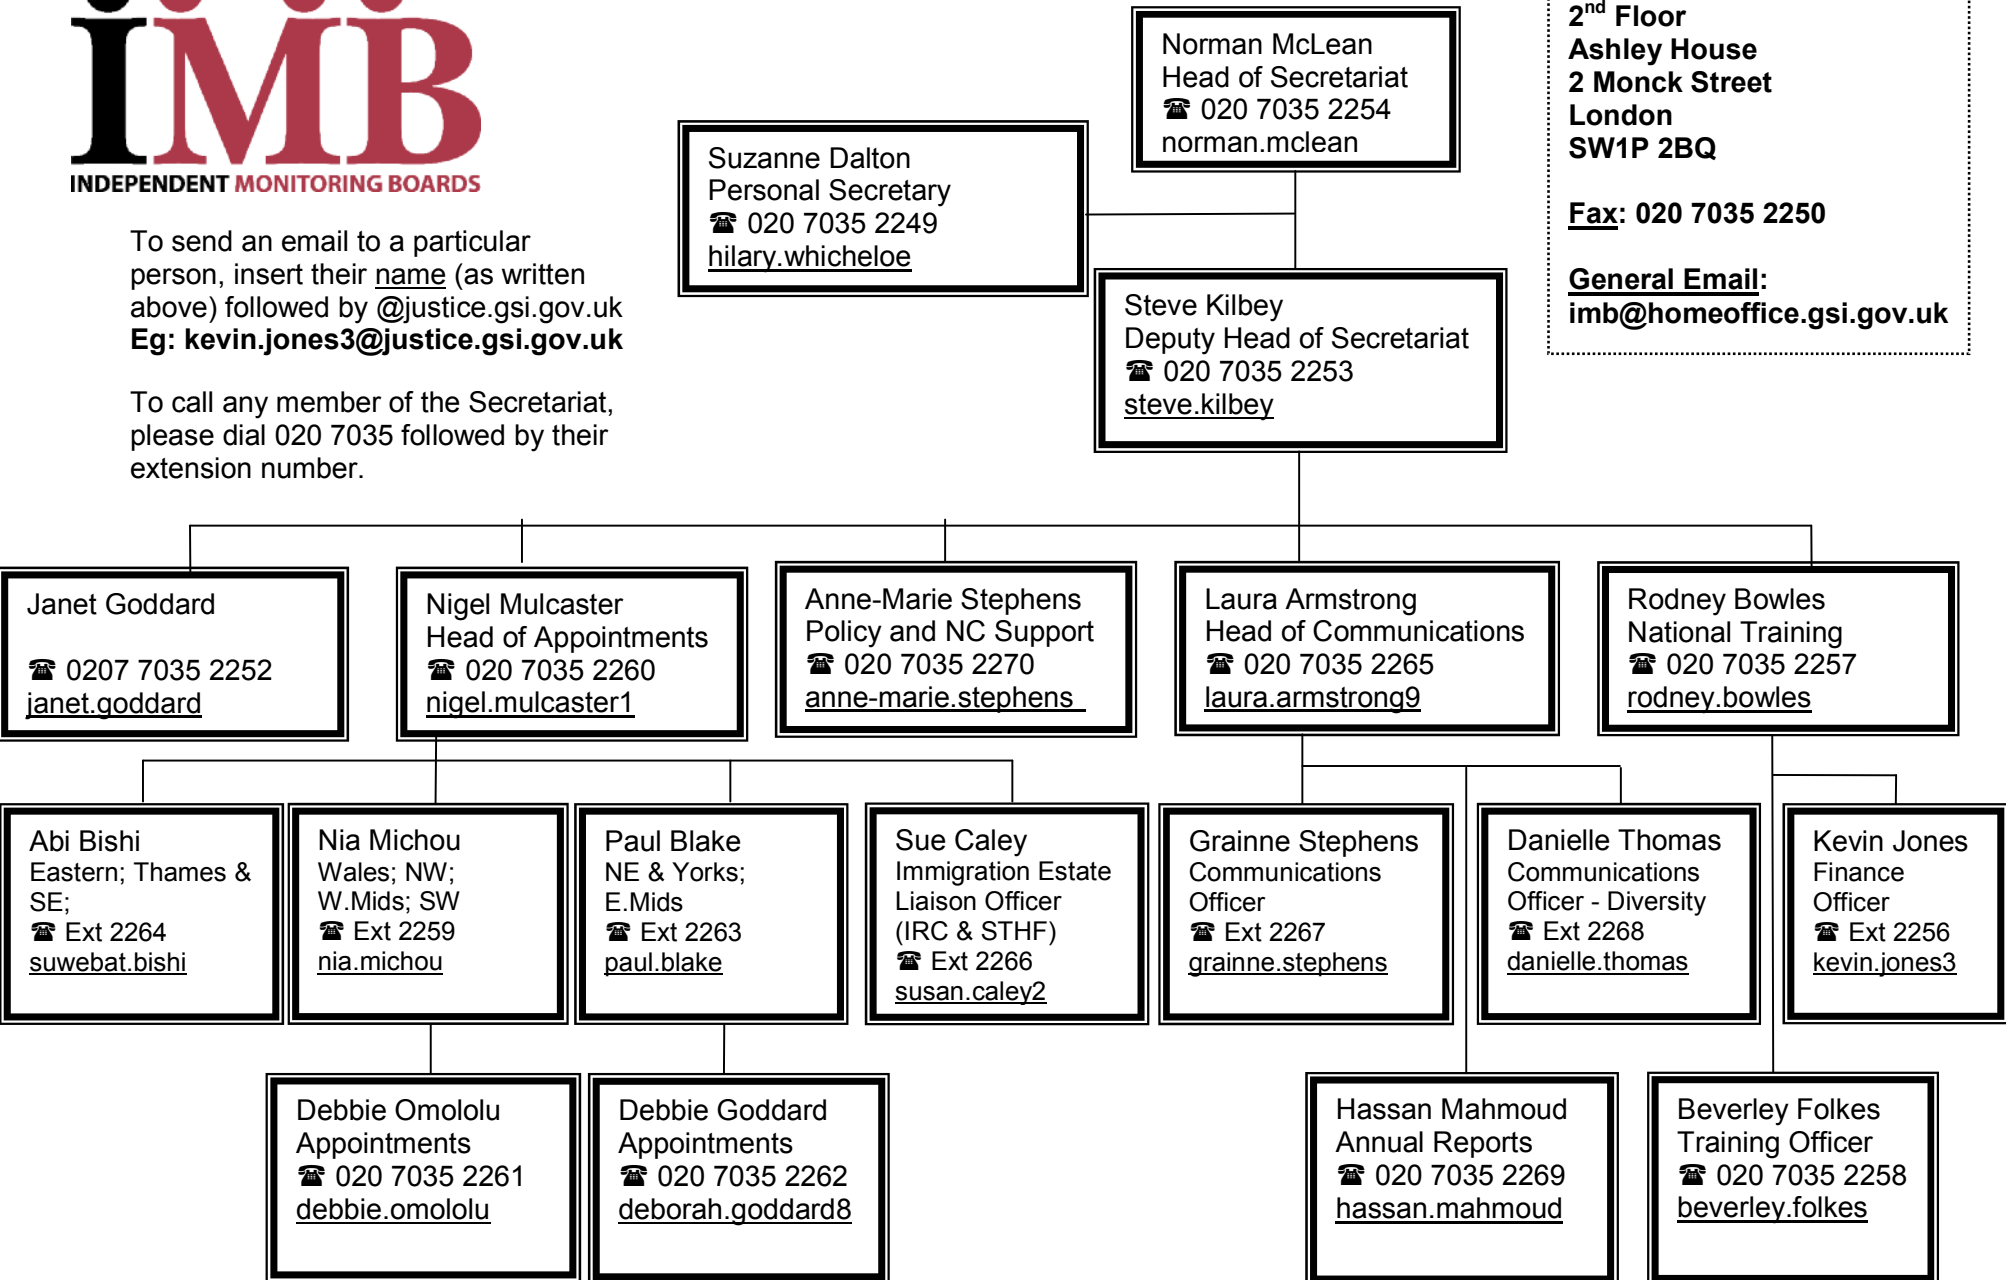 iMB
INDEPENDENT MONITORING BOARDS
To send an email to a particular
person, insert their name (as written
above) followed by @justice.gsi.gov.uk
Eg: kevin.jones3@justice.gsi.gov.uk
To call any member of the Secretariat,
please dial 020 7035 followed by their
extension number.
Norman McLean
Head of Secretariat
☎ 020 7035 2254
norman.mclean
2nd Floor
Ashley House
2 Monck Street
London
SW1P 2BQ
Fax: 020 7035 2250
General Email:
imb@homeoffice.gsi.gov.uk
Suzanne Dalton
Personal Secretary
☎ 020 7035 2249
hilary.whicheloe
Steve Kilbey
Deputy Head of Secretariat
☎ 020 7035 2253
steve.kilbey
Janet Goddard
☎ 0207 7035 2252
janet.goddard
Nigel Mulcaster
Head of Appointments
☎ 020 7035 2260
nigel.mulcaster1
Anne-Marie Stephens
Policy and NC Support
☎ 020 7035 2270
anne-marie.stephens
Laura Armstrong
Head of Communications
☎ 020 7035 2265
laura.armstrong9
Rodney Bowles
National Training
☎ 020 7035 2257
rodney.bowles
Abi Bishi
Eastern; Thames &
SE;
☎ Ext 2264
suwebat.bishi
Nia Michou
Wales; NW;
W.Mids; SW
☎ Ext 2259
nia.michou
Paul Blake
NE & Yorks;
E.Mids
☎ Ext 2263
paul.blake
Sue Caley
Immigration Estate
Liaison Officer
(IRC & STHF)
☎ Ext 2266
susan.caley2
Grainne Stephens
Communications
Officer
☎ Ext 2267
grainne.stephens
Danielle Thomas
Communications
Officer - Diversity
☎ Ext 2268
danielle.thomas
Kevin Jones
Finance
Officer
☎ Ext 2256
kevin.jones3
Debbie Omololu
Appointments
☎ 020 7035 2261
debbie.omololu
Debbie Goddard
Appointments
☎ 020 7035 2262
deborah.goddard8
Hassan Mahmoud
Annual Reports
☎ 020 7035 2269
hassan.mahmoud
Beverley Folkes
Training Officer
☎ 020 7035 2258
beverley.folkes